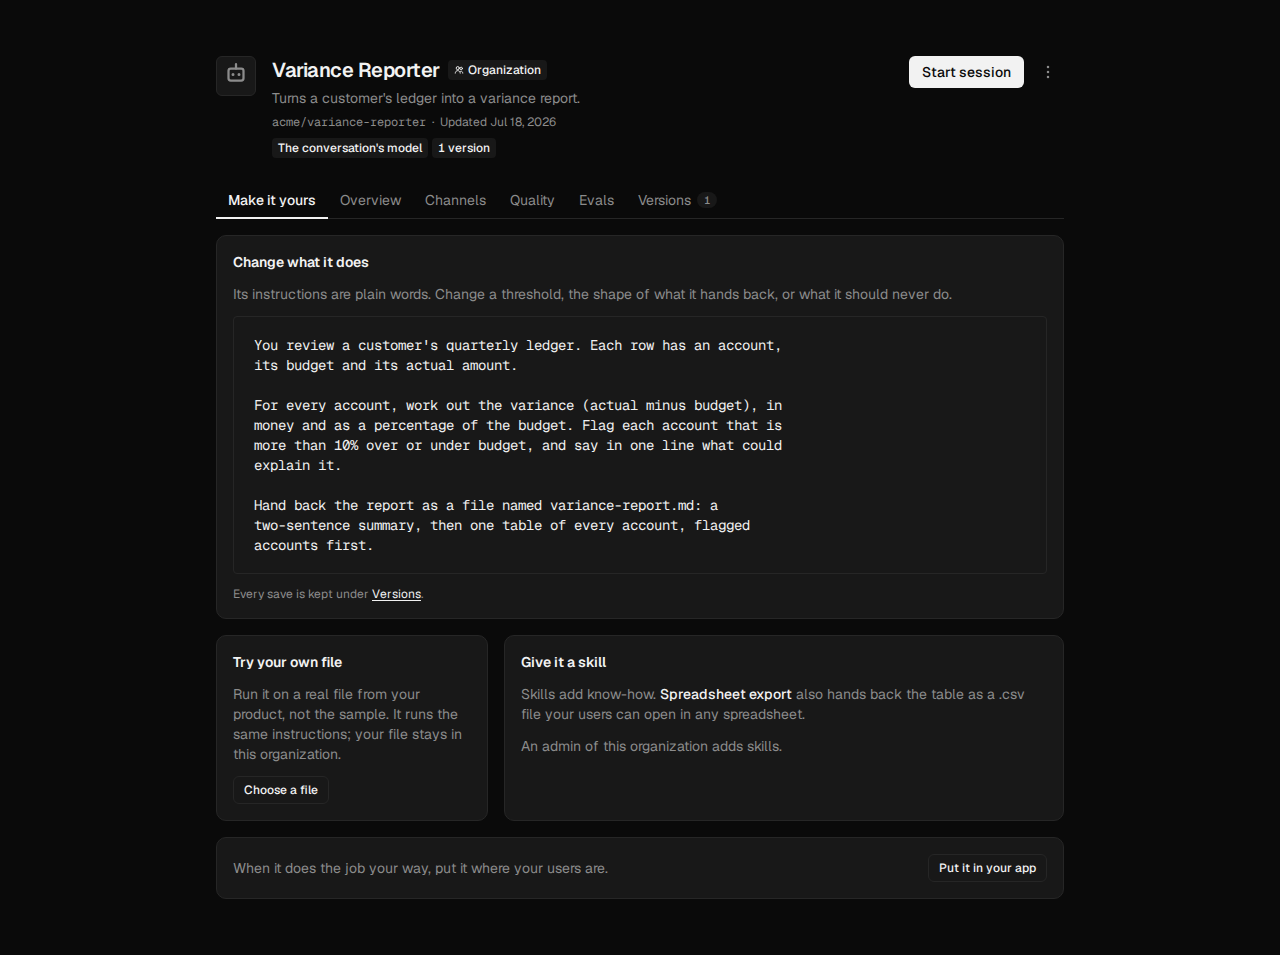 Variance Reporter
Organization
Start session
Turns a customer's ledger into a variance report.
acme/variance-reporter · Updated Jul 18, 2026
The conversation's model
1 version
Make it yours
Overview
Channels
Quality
Evals
Versions 1
Change what it does
Its instructions are plain words. Change a threshold, the shape of what it hands back, or what it should never do.
You review a customer's quarterly ledger. Each row has an account,
its budget and its actual amount.
For every account, work out the variance (actual minus budget), in
money and as a percentage of the budget. Flag each account that is
more than 10% over or under budget, and say in one line what could
explain it.
Hand back the report as a file named variance-report.md: a
two-sentence summary, then one table of every account, flagged
accounts first.
Every save is kept under Versions.
Try your own file
Run it on a real file from your
product, not the sample. It runs the
same instructions; your file stays in
this organization.
Choose a file
Give it a skill
Skills add know-how. Spreadsheet export also hands back the table as a .csv
file your users can open in any spreadsheet.
An admin of this organization adds skills.
When it does the job your way, put it where your users are.
Put it in your app